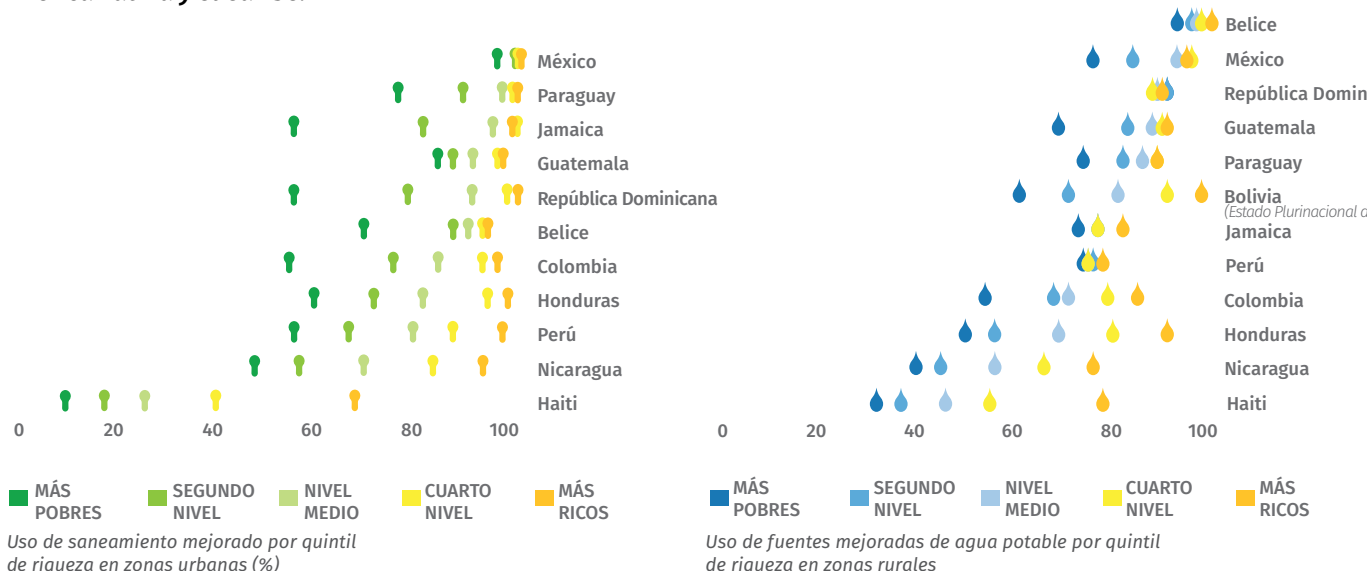 México
Paraguay
Jamaica
Guatemala
República Dominicana
Belice
Colombia
Honduras
Perú
Nicaragua
Haiti
0 20 40 60 80 100
MÁS POBRES
SEGUNDO NIVEL
NIVEL MEDIO
CUARTO NIVEL
MÁS RICOS
Uso de saneamiento mejorado por quintil
de riqueza en zonas urbanas (%)
Belice
México
República Domin
Guatemala
Paraguay
Bolivia
(Estado Plurinacional d
Jamaica
Perú
Colombia
Honduras
Nicaragua
Haiti
0 20 40 60 80 100
MÁS POBRES
SEGUNDO NIVEL
NIVEL MEDIO
CUARTO NIVEL
MÁS RICOS
Uso de fuentes mejoradas de agua potable por quintil
de riqueza en zonas rurales